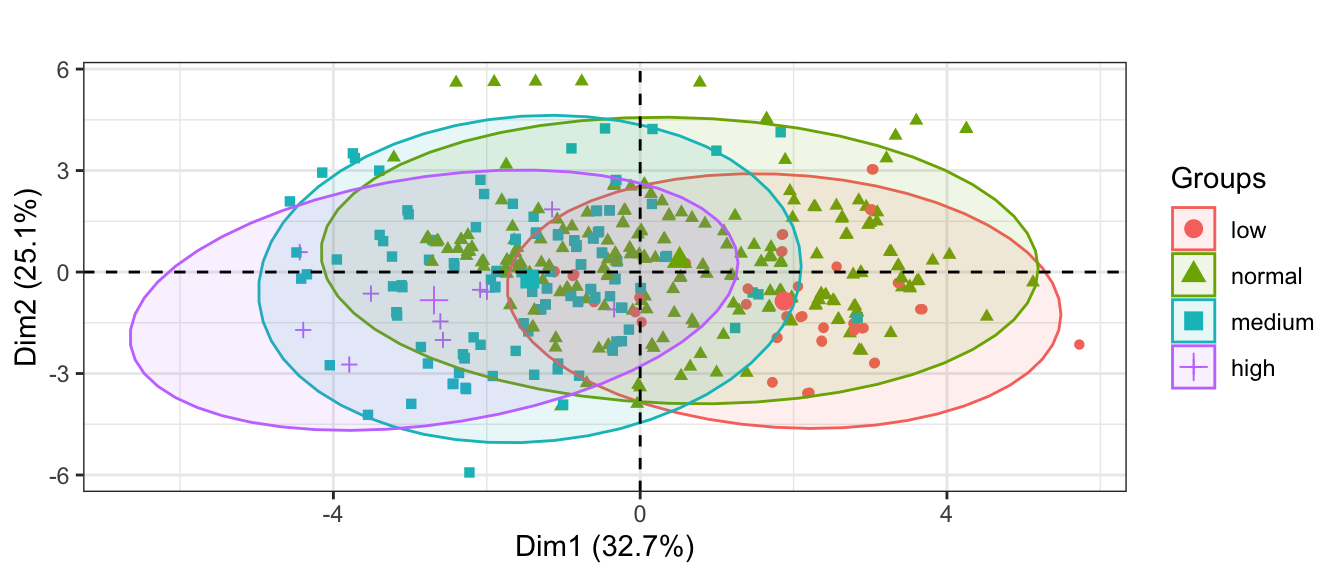 6
3
0
-3
-6
-4
0
4
Dim2 (25.1%)
Dim1 (32.7%)
Groups
low
normal
medium
high